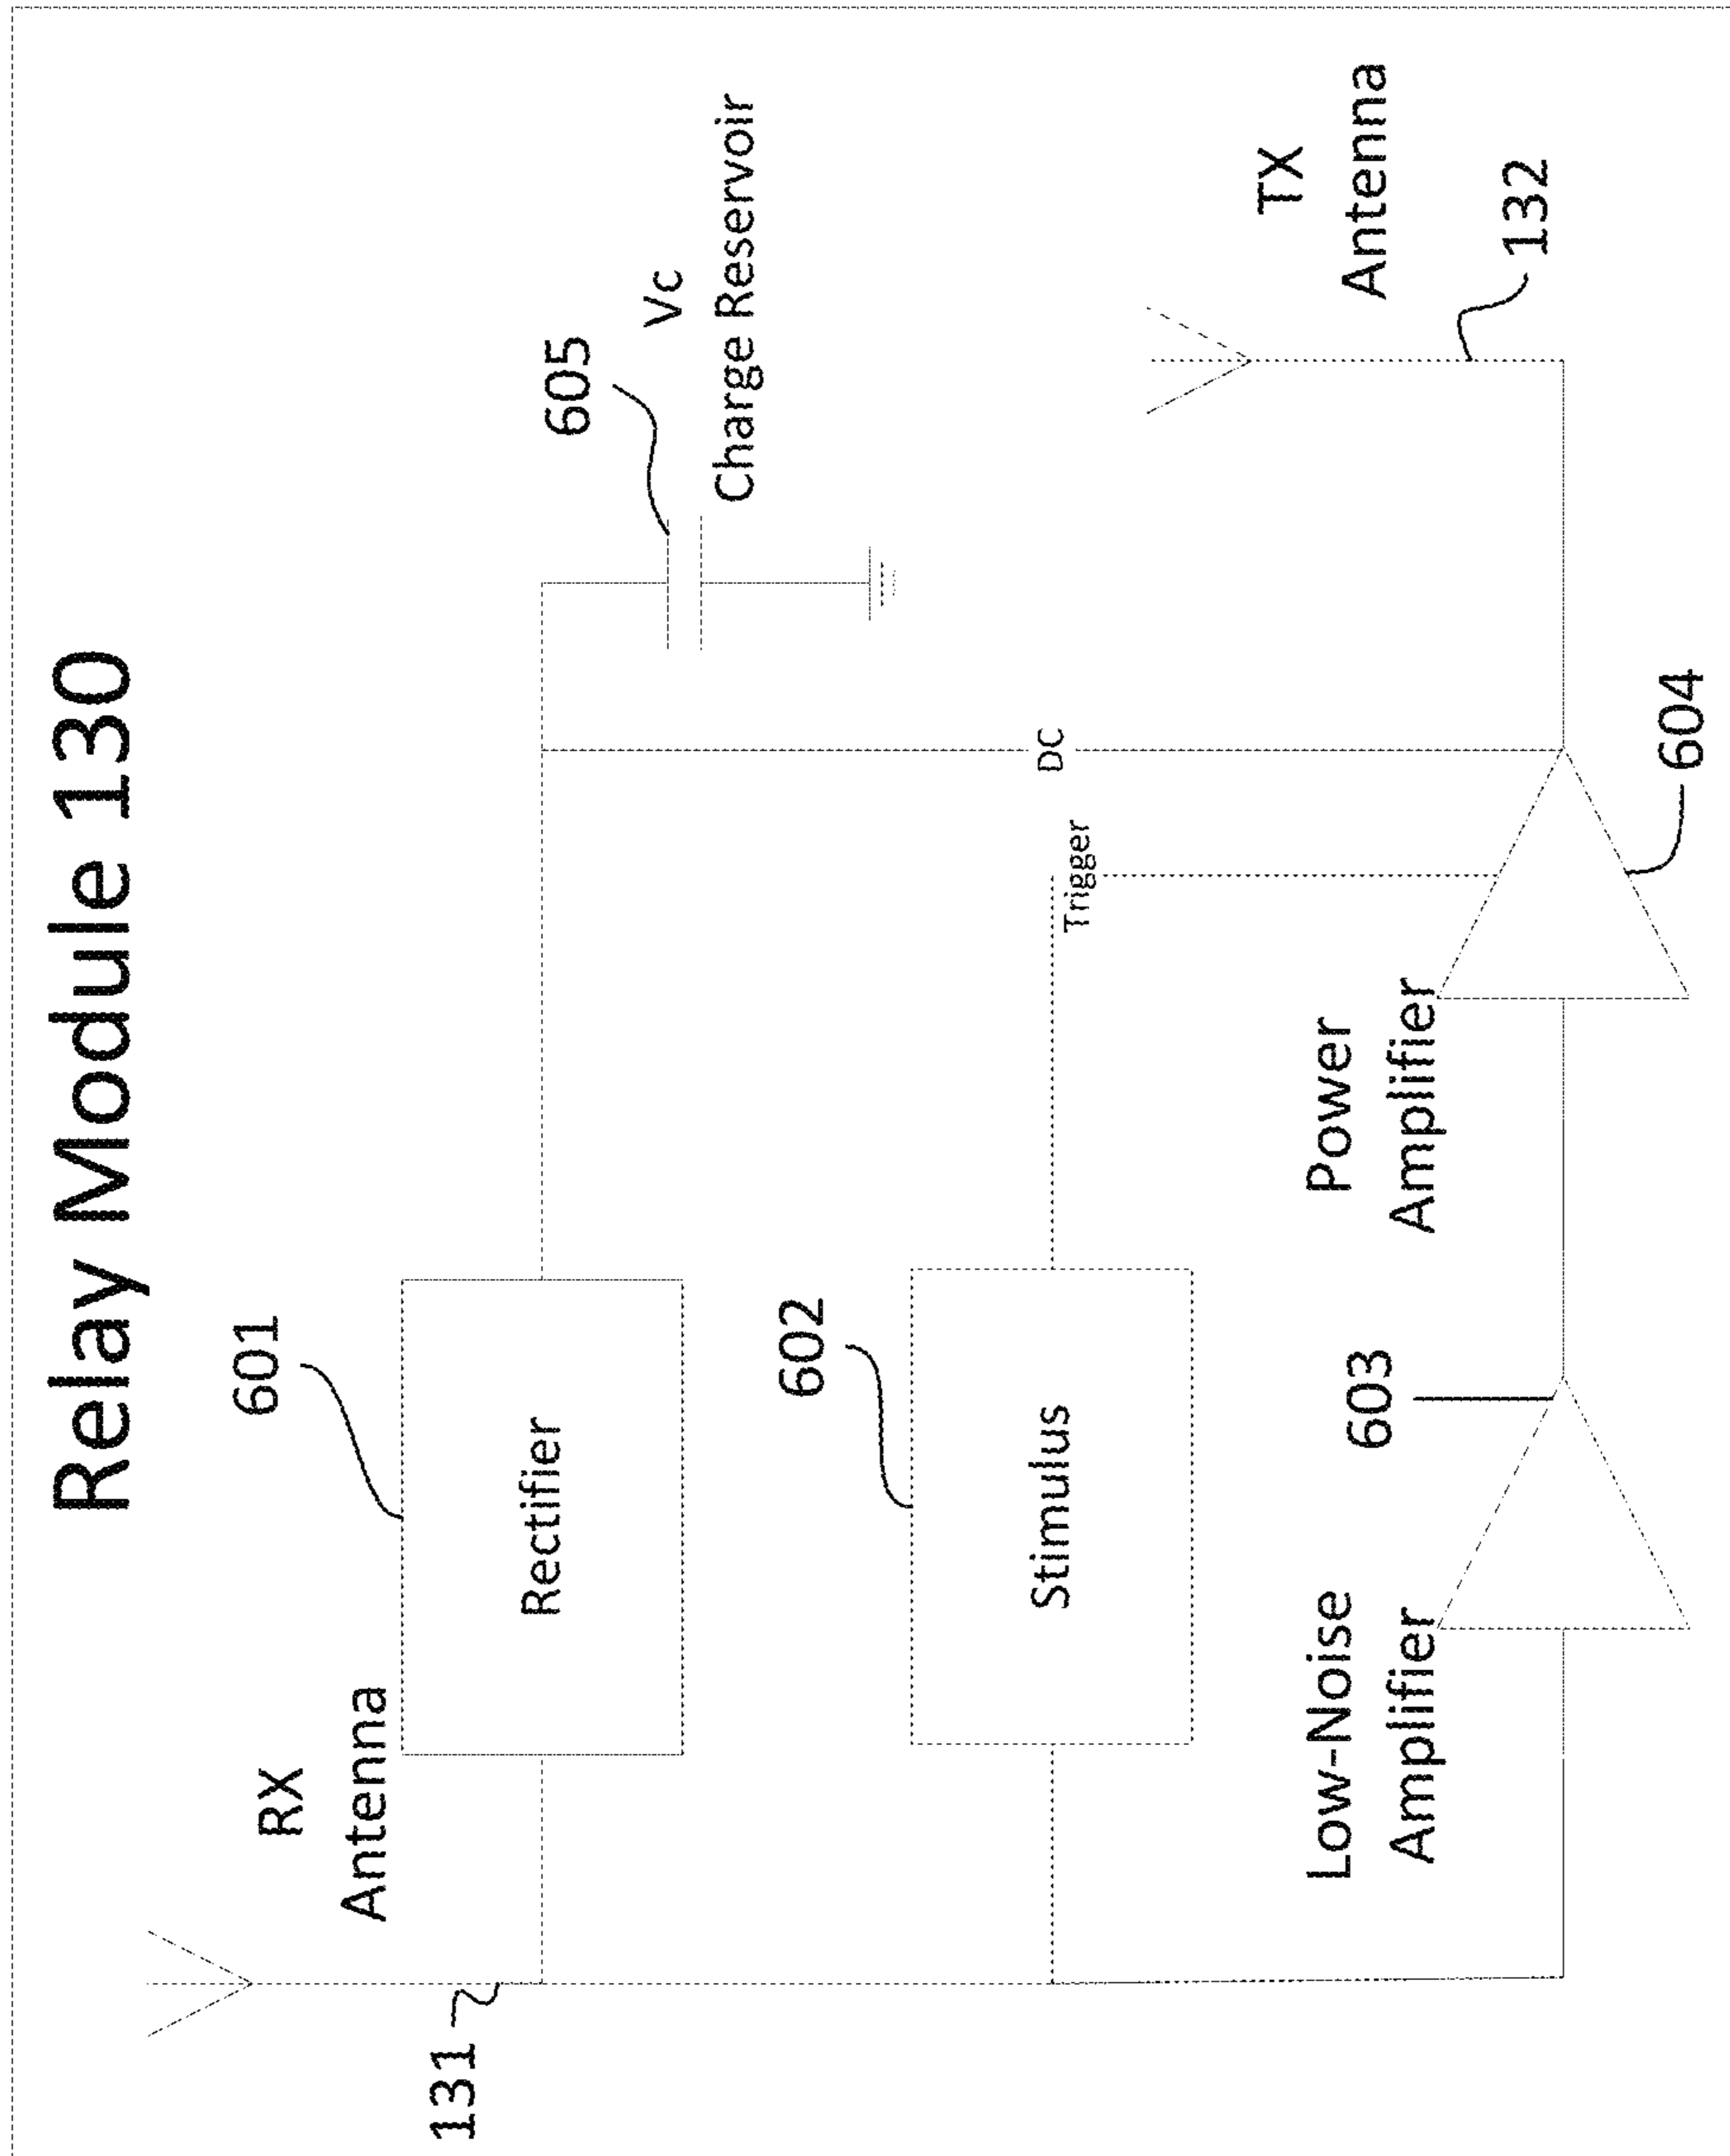 Relay Module 130
RX
Antenna
131
601
Rectifier
605
Vc
Charge Reservoir
602
Stimulus
Trigger
DC
Low-Noise
Amplifier
603
Power
Amplifier
604
TX
Antenna
132